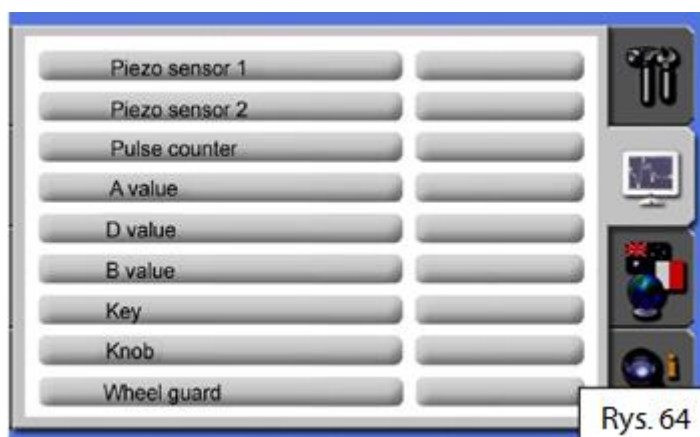 Piezo sensor 1
Piezo sensor 2
Pulse counter
A value
D value
B value
Key
Knob
Wheel guard
Rys. 64